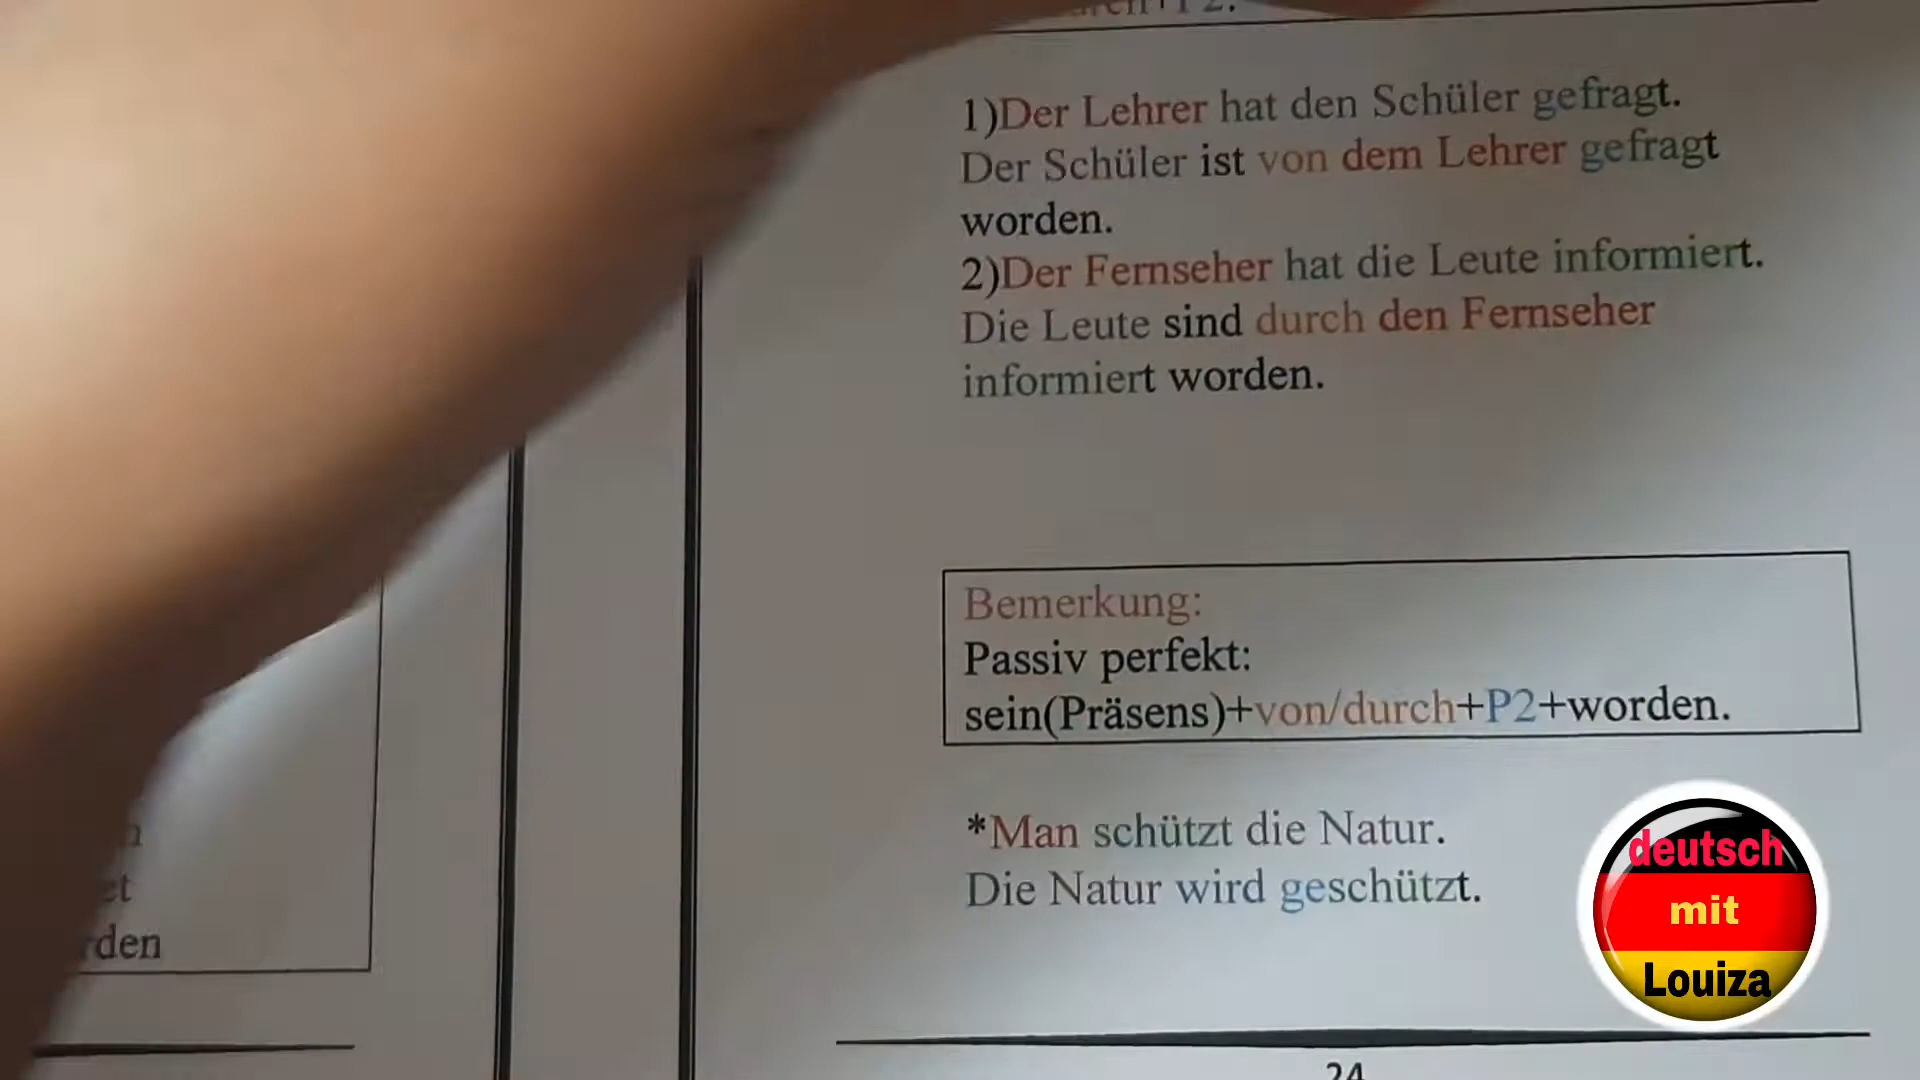 1)Der Lehrer hat den Schüler gefragt.
Der Schüler ist von dem Lehrer gefragt
worden.
2)Der Fernseher hat die Leute informiert.
Die Leute sind durch den Fernseher
informiert worden.
Bemerkung:
Passiv perfekt:
sein(Präsens)+von/durch+P2+worden.
*Man schützt die Natur.
Die Natur wird geschützt.
24
deutsch
mit
Louiza